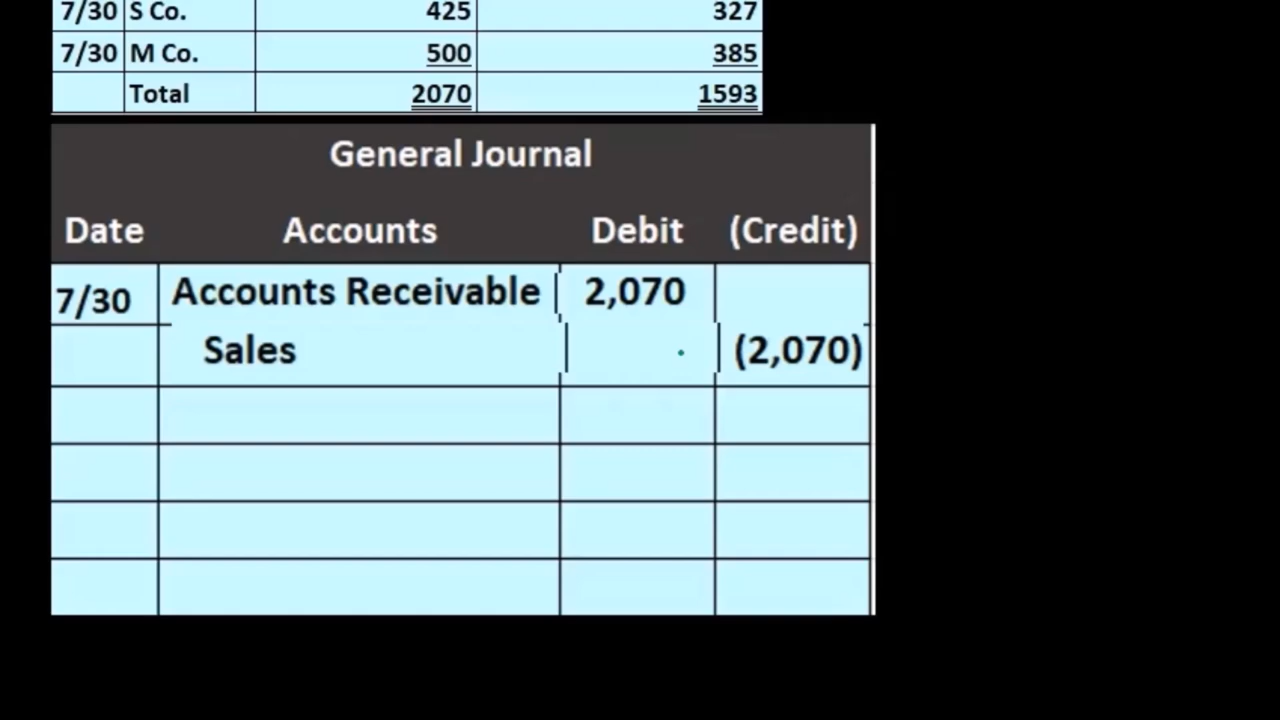 7/30 S Co. 425 327
7/30 M Co. 500 385
Total 2070 1593
General Journal
Date Accounts Debit (Credit)
7/30 Accounts Receivable 2,070
Sales (2,070)